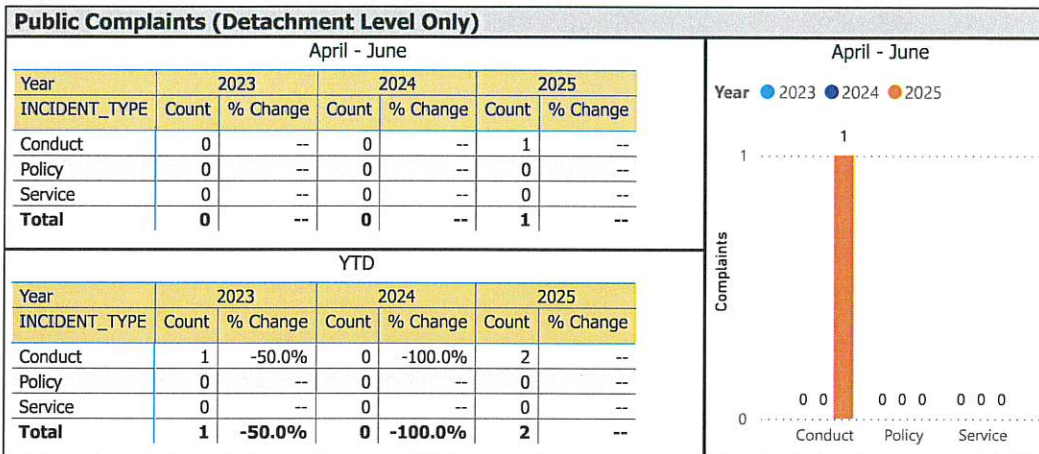 Public Complaints (Detachment Level Only)
April - June
Year 2023 2024 2025
INCIDENT_TYPE Count % Change Count % Change Count % Change
Conduct 0 -- 0 -- 1 --
Policy 0 -- 0 -- 0 --
Service 0 -- 0 -- 0 --
Total 0 -- 0 -- 1 --
YTD
Year 2023 2024 2025
INCIDENT_TYPE Count % Change Count % Change Count % Change
Conduct 1 -50.0% 0 -100.0% 2 --
Policy 0 -- 0 -- 0 --
Service 0 -- 0 -- 0 --
Total 1 -50.0% 0 -100.0% 2 --
April - June
Year 2023 2024 2025
1
1
Complaints
0 0 0 0 0 0 0 0
0
Conduct Policy Service